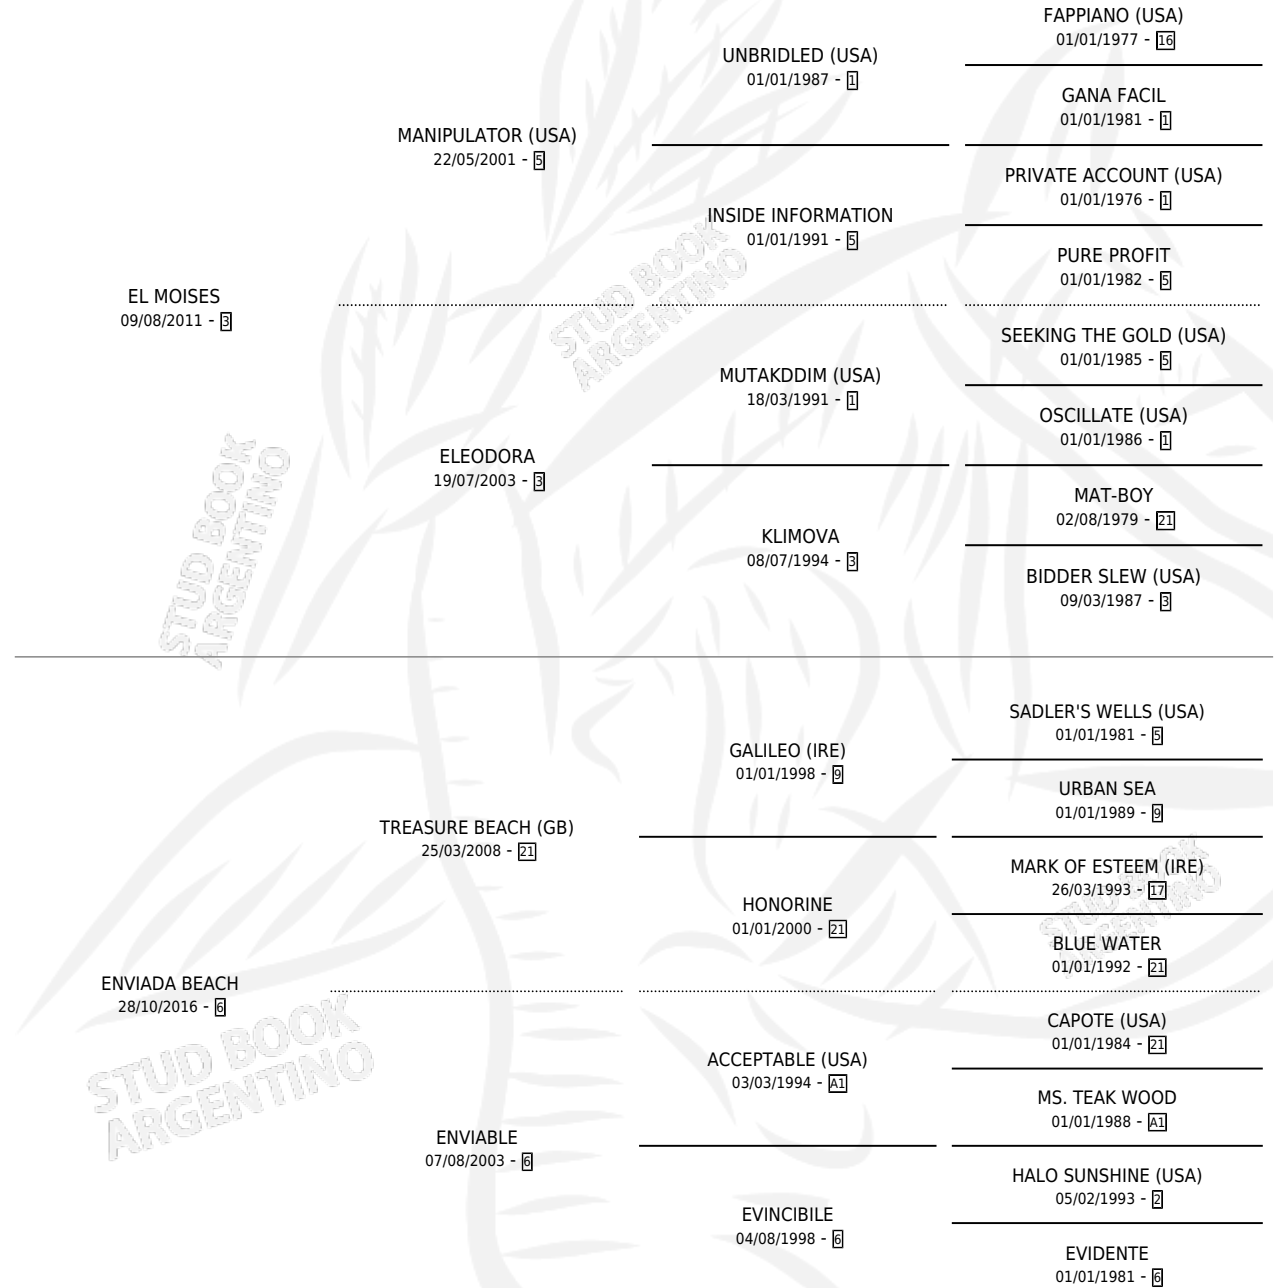 FAPPIANO (USA)
01/01/1977 - 16
UNBRIDLED (USA)
01/01/1987 - 1
GANA FACIL
01/01/1981 - 1
MANIPULATOR (USA)
22/05/2001 - 5
PRIVATE ACCOUNT (USA)
01/01/1976 - 1
INSIDE INFORMATION
01/01/1991 - 5
PURE PROFIT
01/01/1982 - 5
EL MOISES
09/08/2011 - 3
STUD BOOK
ARGENTINO
SEEKING THE GOLD (USA)
01/01/1985 - 5
MUTAKDDIM (USA)
18/03/1991 - 1
OSCILLATE (USA)
01/01/1986 - 1
ELEODORA
19/07/2003 - 3
MAT-BOY
02/08/1979 - 21
KLIMOVA
08/07/1994 - 3
BIDDER SLEW (USA)
09/03/1987 - 3
STUD BOOK
ARGENTINO
SADLER'S WELLS (USA)
01/01/1981 - 5
GALILEO (IRE)
01/01/1998 - 9
URBAN SEA
01/01/1989 - 9
TREASURE BEACH (GB)
25/03/2008 - 21
MARK OF ESTEEM (IRE)
26/03/1993 - 17
STUD BOOK
ARGENTINO
HONORINE
01/01/2000 - 21
BLUE WATER
01/01/1992 - 21
ENVIADA BEACH
28/10/2016 - 6
STUD BOOK
ARGENTINO
CAPOTE (USA)
01/01/1984 - 21
ACCEPTABLE (USA)
03/03/1994 - A1
MS. TEAK WOOD
01/01/1988 - A1
ENVIABLE
07/08/2003 - 6
HALO SUNSHINE (USA)
05/02/1993 - 2
EVINCIBILE
04/08/1998 - 6
EVIDENTE
01/01/1981 - 6